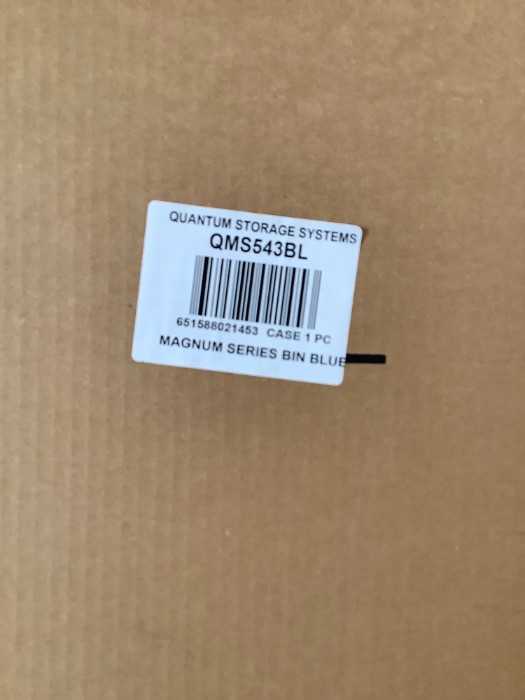 QUANTUM STORAGE SYSTEMS
QMS543BL
651588021453 CASE 1 PC
MAGNUM SERIES BIN BLUE